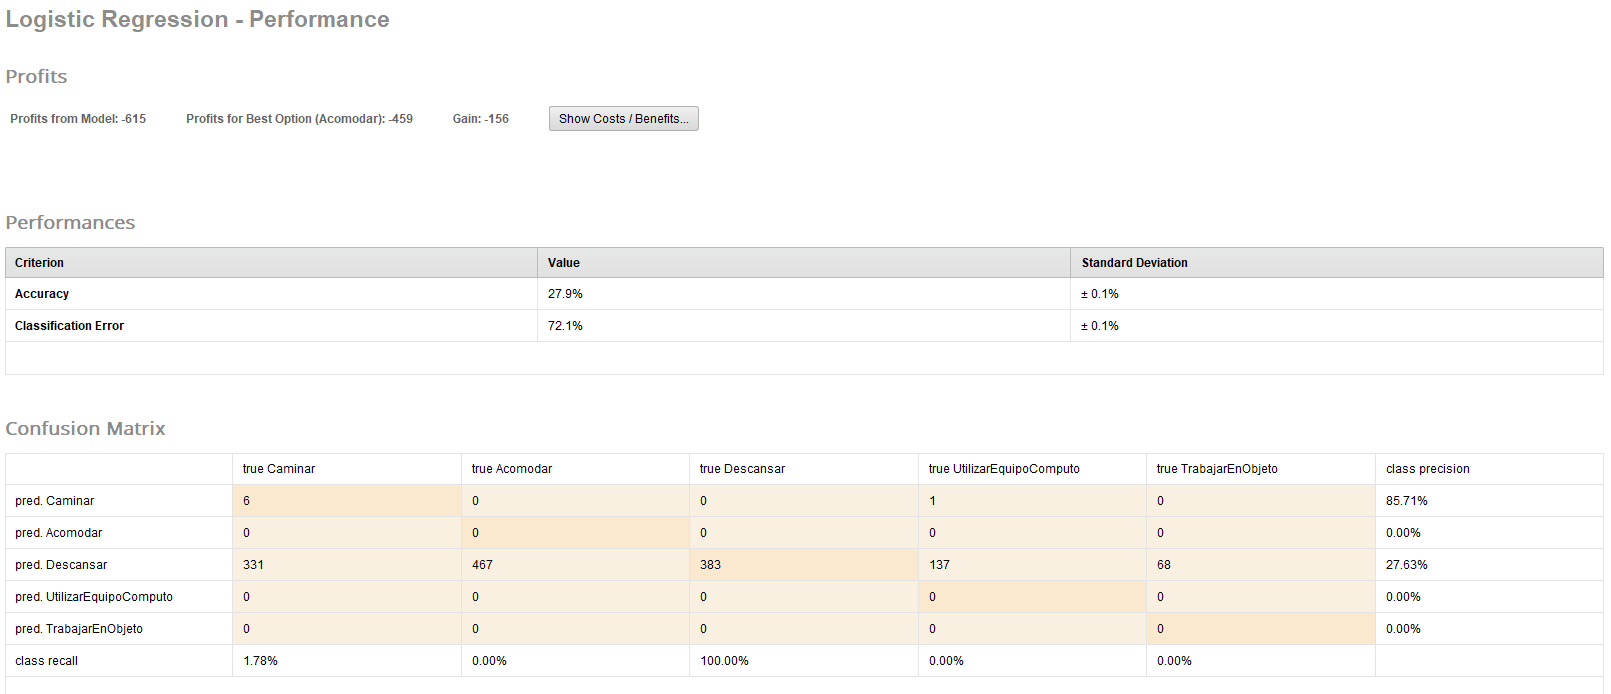 Logistic Regression - Performance
Profits
Profits from Model: -615 Profits for Best Option (Acomodar): -459 Gain: -156 Show Costs / Benefits...
Performances
Criterion Value Standard Deviation
Accuracy 27.9% ± 0.1%
Classification Error 72.1% ± 0.1%
Confusion Matrix
true Caminar true Acomodar true Descansar true UtilizarEquipoComputo true TrabajarEnObjeto class precision
pred. Caminar 6 0 0 1 0 85.71%
pred. Acomodar 0 0 0 0 0 0.00%
pred. Descansar 331 467 383 137 68 27.63%
pred. UtilizarEquipoComputo 0 0 0 0 0 0.00%
pred. TrabajarEnObjeto 0 0 0 0 0 0.00%
class recall 1.78% 0.00% 100.00% 0.00% 0.00%